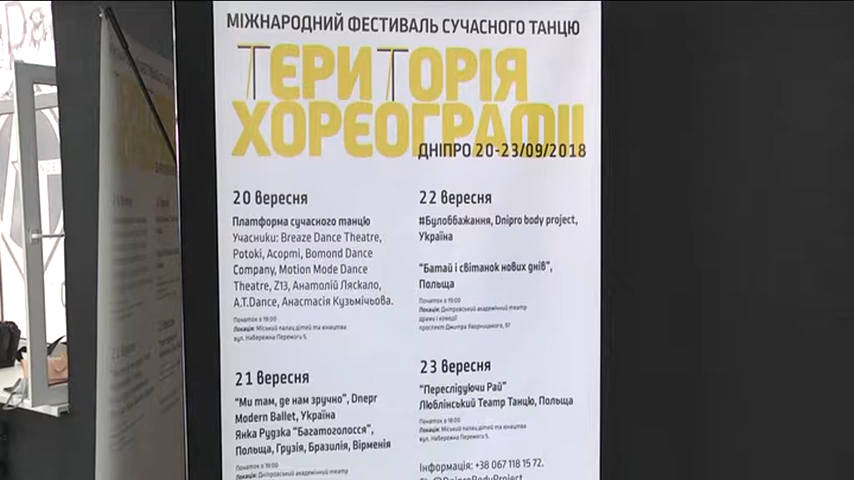 МІЖНАРОДНИЙ ФЕСТИВАЛЬ СУЧАСНОГО ТАНЦЮ
ТЕРИТОРІЯ
ХОРЕОГРАФІЇ
ДНІПРО 20-23/09/2018
20 вересня
Платформа сучасного танцю
Учасники: Breaze Dance Theatre,
Potoki, Acopmi, Bomond Dance
Company, Motion Mode Dance
Theatre, Z13, Анатолій Ляскало,
A.T.Dance, Анастасія Кузьмічьова.
Початок о 19:00
Локація: Міський палац дітей та юнацтва
вул. Набережна Перемоги 5.
21 вересня
"Ми там, де нам зручно", Dnepr
Modern Ballet, Україна
Янка Рудзка "Багатоголосся",
Польща, Грузія, Бразилія, Вірменія
Початок о 19:00
Локація: Дніпровський академічний театр
22 вересня
#Булоббажання, Dnipro body project,
Україна
"Батай і світанок нових днів",
Польща
Початок о 19:00
Локація: Дніпровський академічний театр
драми і комедії
проспект Дмитра Яворницького, 97
23 вересня
"Переслідуючи Рай"
Люблінський Театр Танцю, Польща
Початок о 18:00
Локація: Міський палац дітей та юнацтва
вул. Набережна Перемоги 5.
Інформація: +38 067 118 15 72.
@DniproBodyProject